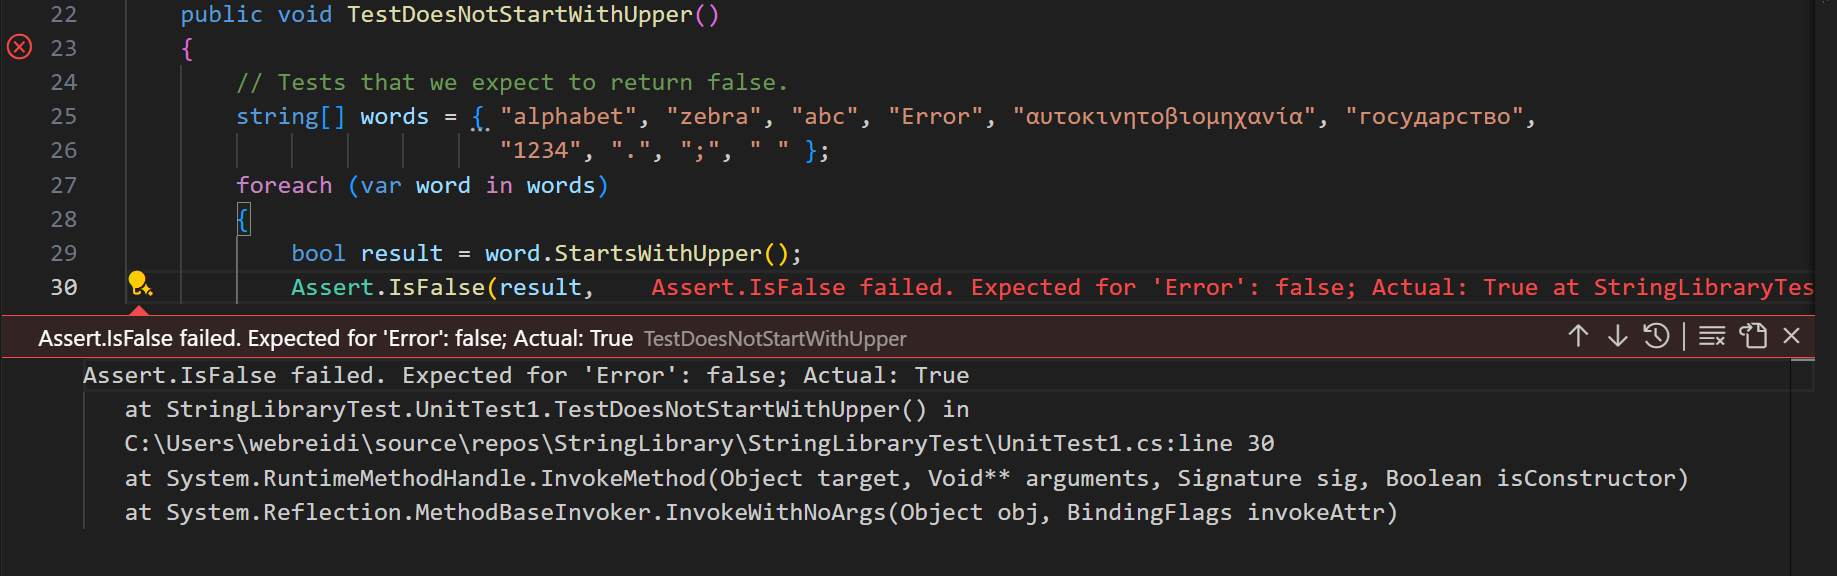 22 public void TestDoesNotStartWithUpper()
23 {
24 // Tests that we expect to return false.
25 string[] words = { "alphabet", "zebra", "abc", "Error", "αυτοκινητοβιομηχανία", "государство",
26 "1234", ".", ";", " " };
27 foreach (var word in words)
28 {
29 bool result = word.StartsWithUpper();
30 Assert.IsFalse(result, Assert.IsFalse failed. Expected for 'Error': false; Actual: True at StringLibraryTes
Assert.IsFalse failed. Expected for 'Error': false; Actual: True TestDoesNotStartWithUpper
Assert.IsFalse failed. Expected for 'Error': false; Actual: True
at StringLibraryTest.UnitTest1.TestDoesNotStartWithUpper() in
C:\Users\webreidi\source\repos\StringLibrary\StringLibraryTest\UnitTest1.cs:line 30
at System.RuntimeMethodHandle.InvokeMethod(Object target, Void** arguments, Signature sig, Boolean isConstructor)
at System.Reflection.MethodBaseInvoker.InvokeWithNoArgs(Object obj, BindingFlags invokeAttr)